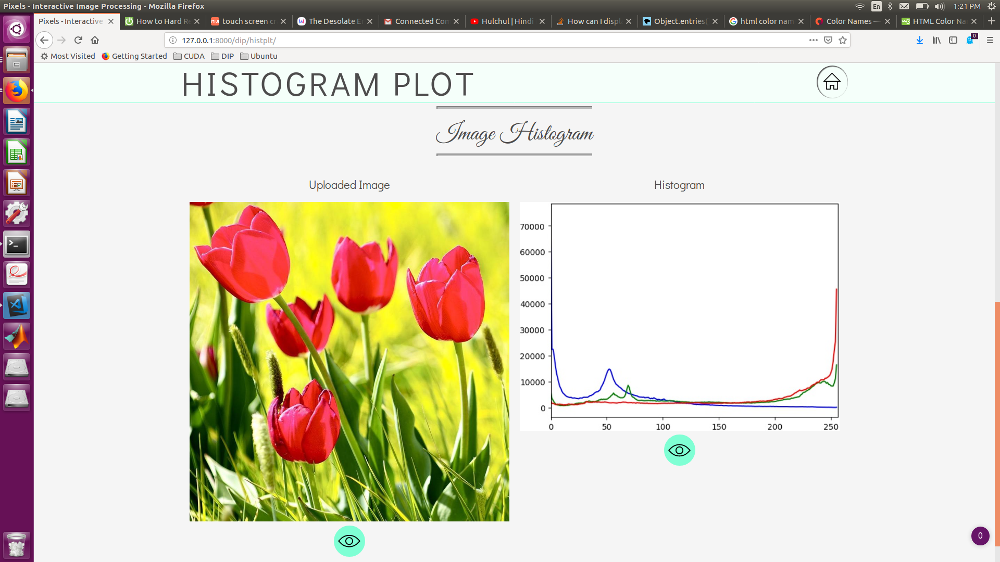 Pixels - Interactive Image Processing - Mozilla Firefox
En 1:21 PM
Pixels - Interactive
How to Hard R
touch screen cr
The Desolate E
Connected Con
Hulchul | Hindi
How can I displ
Object.entries(
html color nam
Color Names —
HTML Color Na
127.0.0.1:8000/dip/histplt/
0
Most Visited Getting Started CUDA DIP Ubuntu
HISTOGRAM PLOT
Image Histogram
Uploaded Image
Histogram
70000
60000
50000
40000
30000
20000
10000
0
0 50 100 150 200 250
0